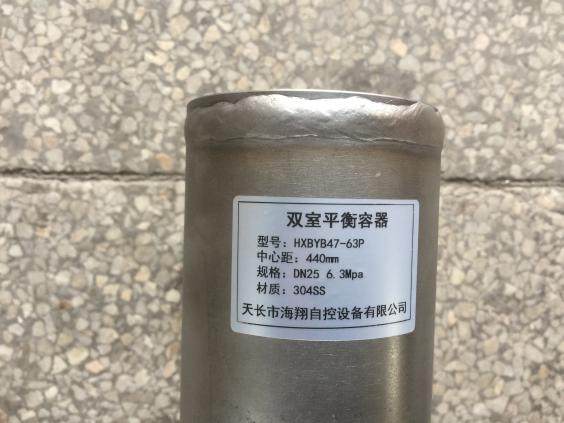 双室平衡容器
型号：HXBYB47-63P
中心距：440mm
规格：DN25 6.3Mpa
材质：304SS
天长市海翔自控设备有限公司